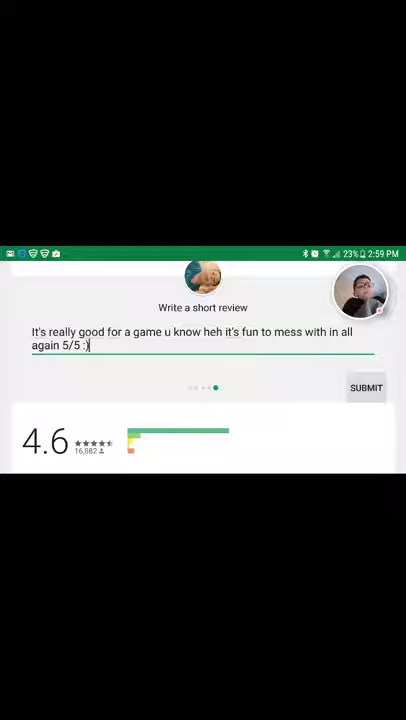 23% 2:59 PM
Write a short review
It's really good for a game u know heh it's fun to mess with in all
again 5/5 :)
SUBMIT
4.6
16,882